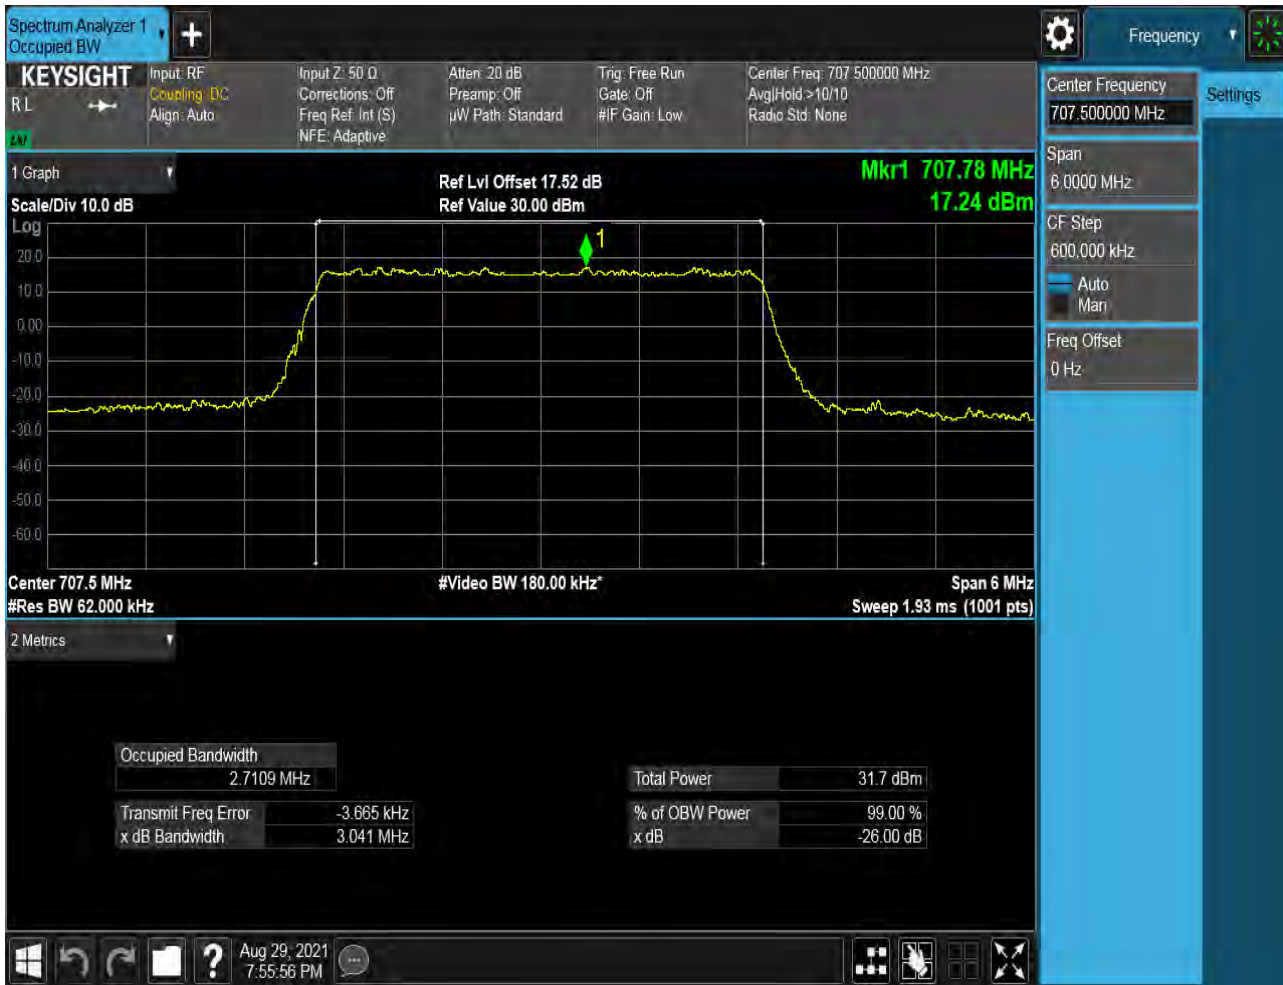 Spectrum Analyzer 1
Occupied BW
Frequency
KEYSIGHT
R L
Input: RF
Coupling: DC
Align: Auto
Input Z: 50 Ω
Corrections: Off
Freq Ref: Int (S)
NFE: Adaptive
Atten: 20 dB
Preamp: Off
µW Path: Standard
Trig: Free Run
Gate: Off
#IF Gain: Low
Center Freq: 707.500000 MHz
Avg|Hold:>10/10
Radio Std: None
Center Frequency
707.500000 MHz
Settings
Span
6.0000 MHz
CF Step
600.000 kHz
Auto
Man
Freq Offset
0 Hz
1 Graph
Scale/Div 10.0 dB
Ref Lvl Offset 17.52 dB
Ref Value 30.00 dBm
Mkr1 707.78 MHz
17.24 dBm
Log
1
20.0
10.0
0.00
-10.0
-20.0
-30.0
-40.0
-50.0
-60.0
Center 707.5 MHz
#Video BW 180.00 kHz*
Span 6 MHz
#Res BW 62.000 kHz
Sweep 1.93 ms (1001 pts)
2 Metrics
Occupied Bandwidth
2.7109 MHz
Total Power 31.7 dBm
Transmit Freq Error -3.665 kHz
% of OBW Power 99.00 %
x dB Bandwidth 3.041 MHz
x dB -26.00 dB
Aug 29, 2021
7:55:56 PM